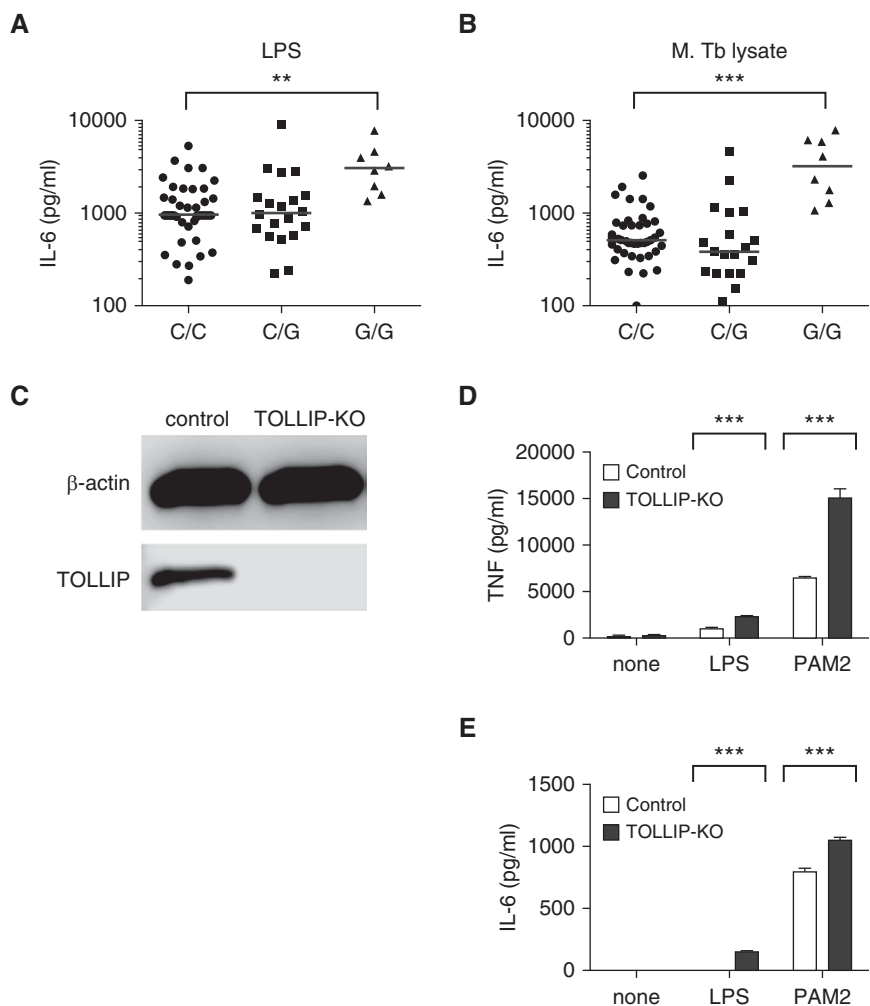 A
LPS
**
IL-6 (pg/ml)
10000
1000
100
C/C C/G G/G
B
M. Tb lysate
***
IL-6 (pg/ml)
10000
1000
100
C/C C/G G/G
C
control TOLLIP-KO
β-actin
TOLLIP
D
*** ***
TNF (pg/ml)
20000
15000
10000
5000
0
Control
TOLLIP-KO
none LPS PAM2
E
*** ***
IL-6 (pg/ml)
1500
1000
500
0
Control
TOLLIP-KO
none LPS PAM2